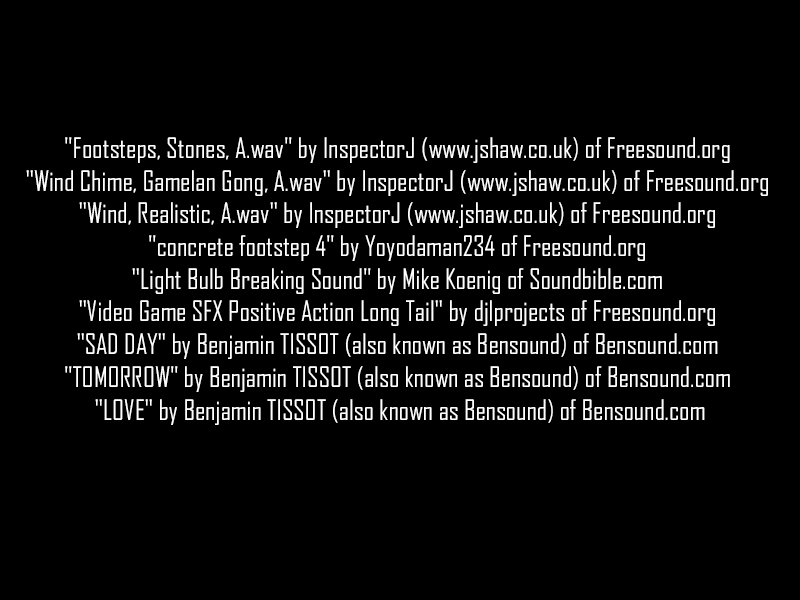 "Footsteps, Stones, A.wav" by InspectorJ (www.jshaw.co.uk) of Freesound.org
"Wind Chime, Gamelan Gong, A.wav" by InspectorJ (www.jshaw.co.uk) of Freesound.org
"Wind, Realistic, A.wav" by InspectorJ (www.jshaw.co.uk) of Freesound.org
"concrete footstep 4" by Yoyodaman234 of Freesound.org
"Light Bulb Breaking Sound" by Mike Koenig of Soundbible.com
"Video Game SFX Positive Action Long Tail" by djlprojects of Freesound.org
"SAD DAY" by Benjamin TISSOT (also known as Bensound) of Bensound.com
"TOMORROW" by Benjamin TISSOT (also known as Bensound) of Bensound.com
"LOVE" by Benjamin TISSOT (also known as Bensound) of Bensound.com